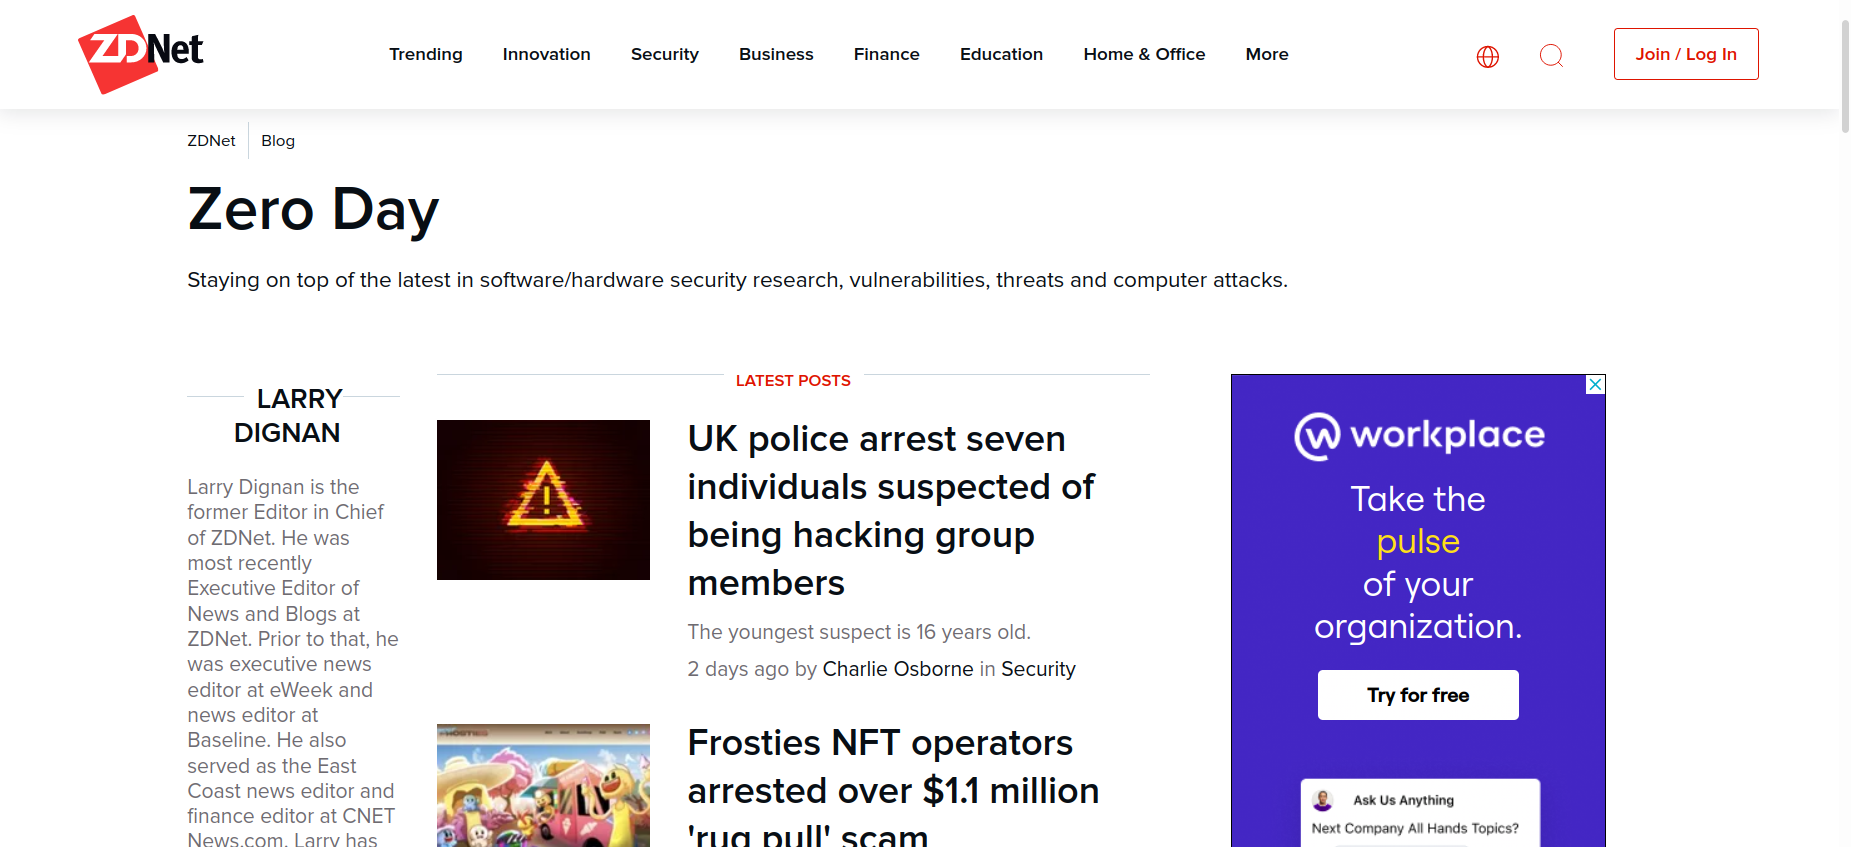 ZDNet
Trending Innovation Security Business Finance Education Home & Office More
Join / Log In
ZDNet Blog
Zero Day
Staying on top of the latest in software/hardware security research, vulnerabilities, threats and computer attacks.
LARRY
DIGNAN
Larry Dignan is the
former Editor in Chief
of ZDNet. He was
most recently
Executive Editor of
News and Blogs at
ZDNet. Prior to that, he
was executive news
editor at eWeek and
news editor at
Baseline. He also
served as the East
Coast news editor and
finance editor at CNET
News.com. Larry has
LATEST POSTS
UK police arrest seven
individuals suspected of
being hacking group
members
The youngest suspect is 16 years old.
2 days ago by Charlie Osborne in Security
Frosties NFT operators
arrested over $1.1 million
'rug pull' scam
workplace
Take the
pulse
of your
organization.
Try for free
Ask Us Anything
Next Company All Hands Topics?